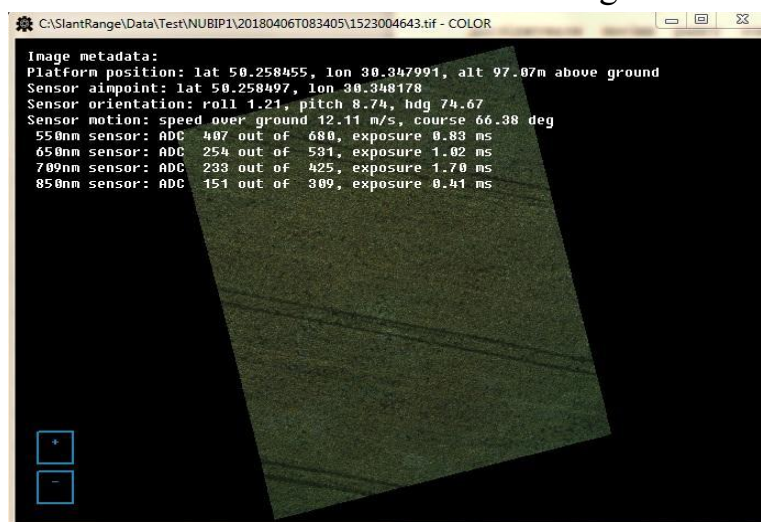 C:\SlantRange\Data\Test\NUBIP1\20180406T083405\1523004643.tif - COLOR
Image metadata:
Platform position: lat 50.258455, lon 30.347991, alt 97.07m above ground
Sensor aimpoint: lat 50.258497, lon 30.348178
Sensor orientation: roll 1.21, pitch 8.74, hdg 74.67
Sensor motion: speed over ground 12.11 m/s, course 66.38 deg
550nm sensor: ADC 407 out of 680, exposure 0.83 ms
650nm sensor: ADC 254 out of 531, exposure 1.02 ms
709nm sensor: ADC 233 out of 425, exposure 1.70 ms
850nm sensor: ADC 151 out of 309, exposure 0.41 ms
+
-